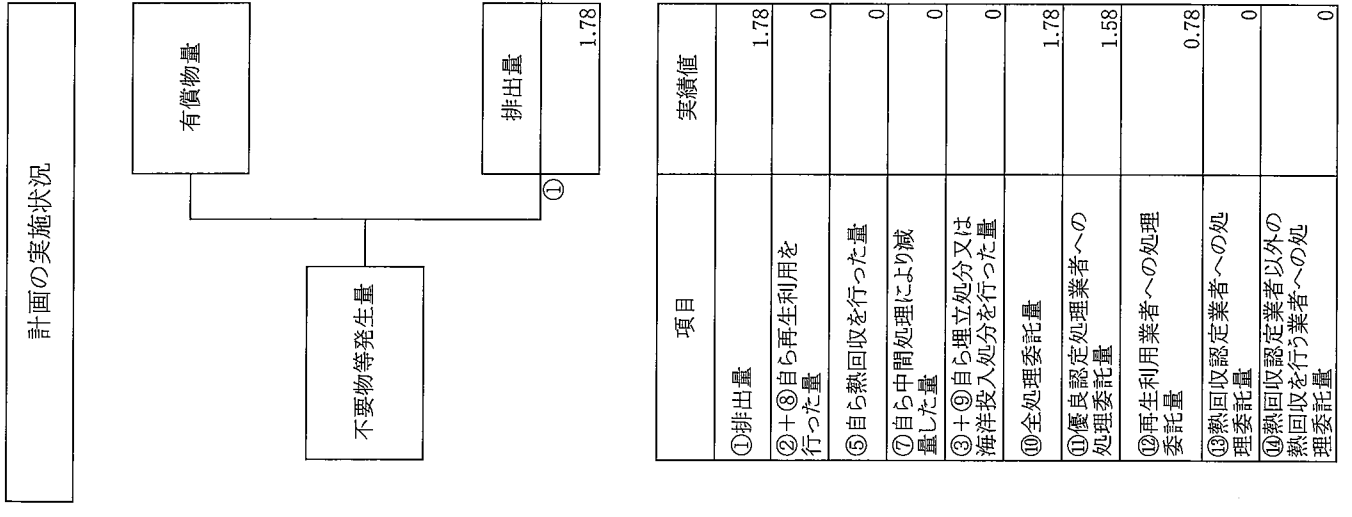 計画の実施状況
有償物量
不要物等発生量
排出量
①
1.78
項目
実績値
①排出量
1.78
②+⑧自ら再生利用を
行った量
0
⑤自ら熱回収を行った量
0
⑦自ら中間処理により減
量した量
0
③+⑨自ら埋立処分又は
海洋投入処分を行った量
0
⑩全処理委託量
1.78
⑪優良認定処理業者への
処理委託量
1.58
⑫再生利用業者への処理
委託量
0.78
⑬熱回収認定業者への処
理委託量
0
⑭熱回収認定業者以外の
熱回収を行う業者への処
理委託量
0